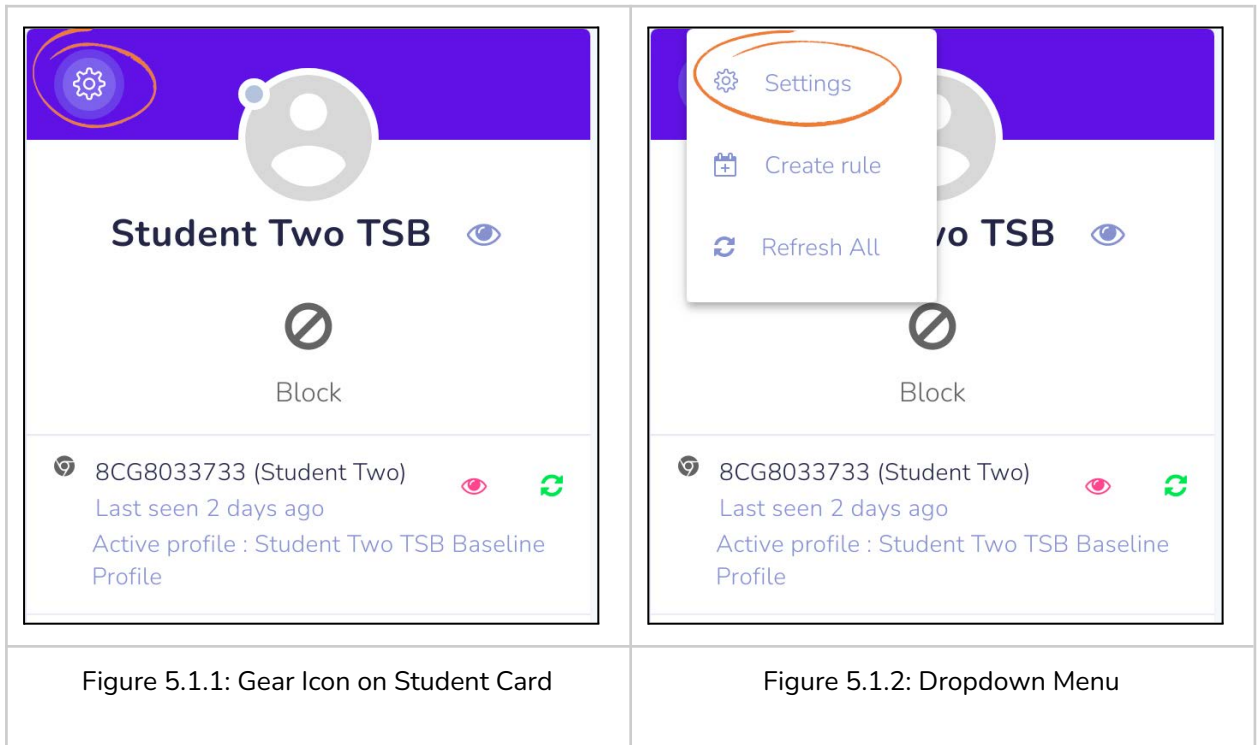 Student Two TSB
Block
8CG8033733 (Student Two)
Last seen 2 days ago
Active profile : Student Two TSB Baseline
Profile
Figure 5.1.1: Gear Icon on Student Card
Settings
Create rule
Refresh All
TSB
Block
8CG8033733 (Student Two)
Last seen 2 days ago
Active profile : Student Two TSB Baseline
Profile
Figure 5.1.2: Dropdown Menu